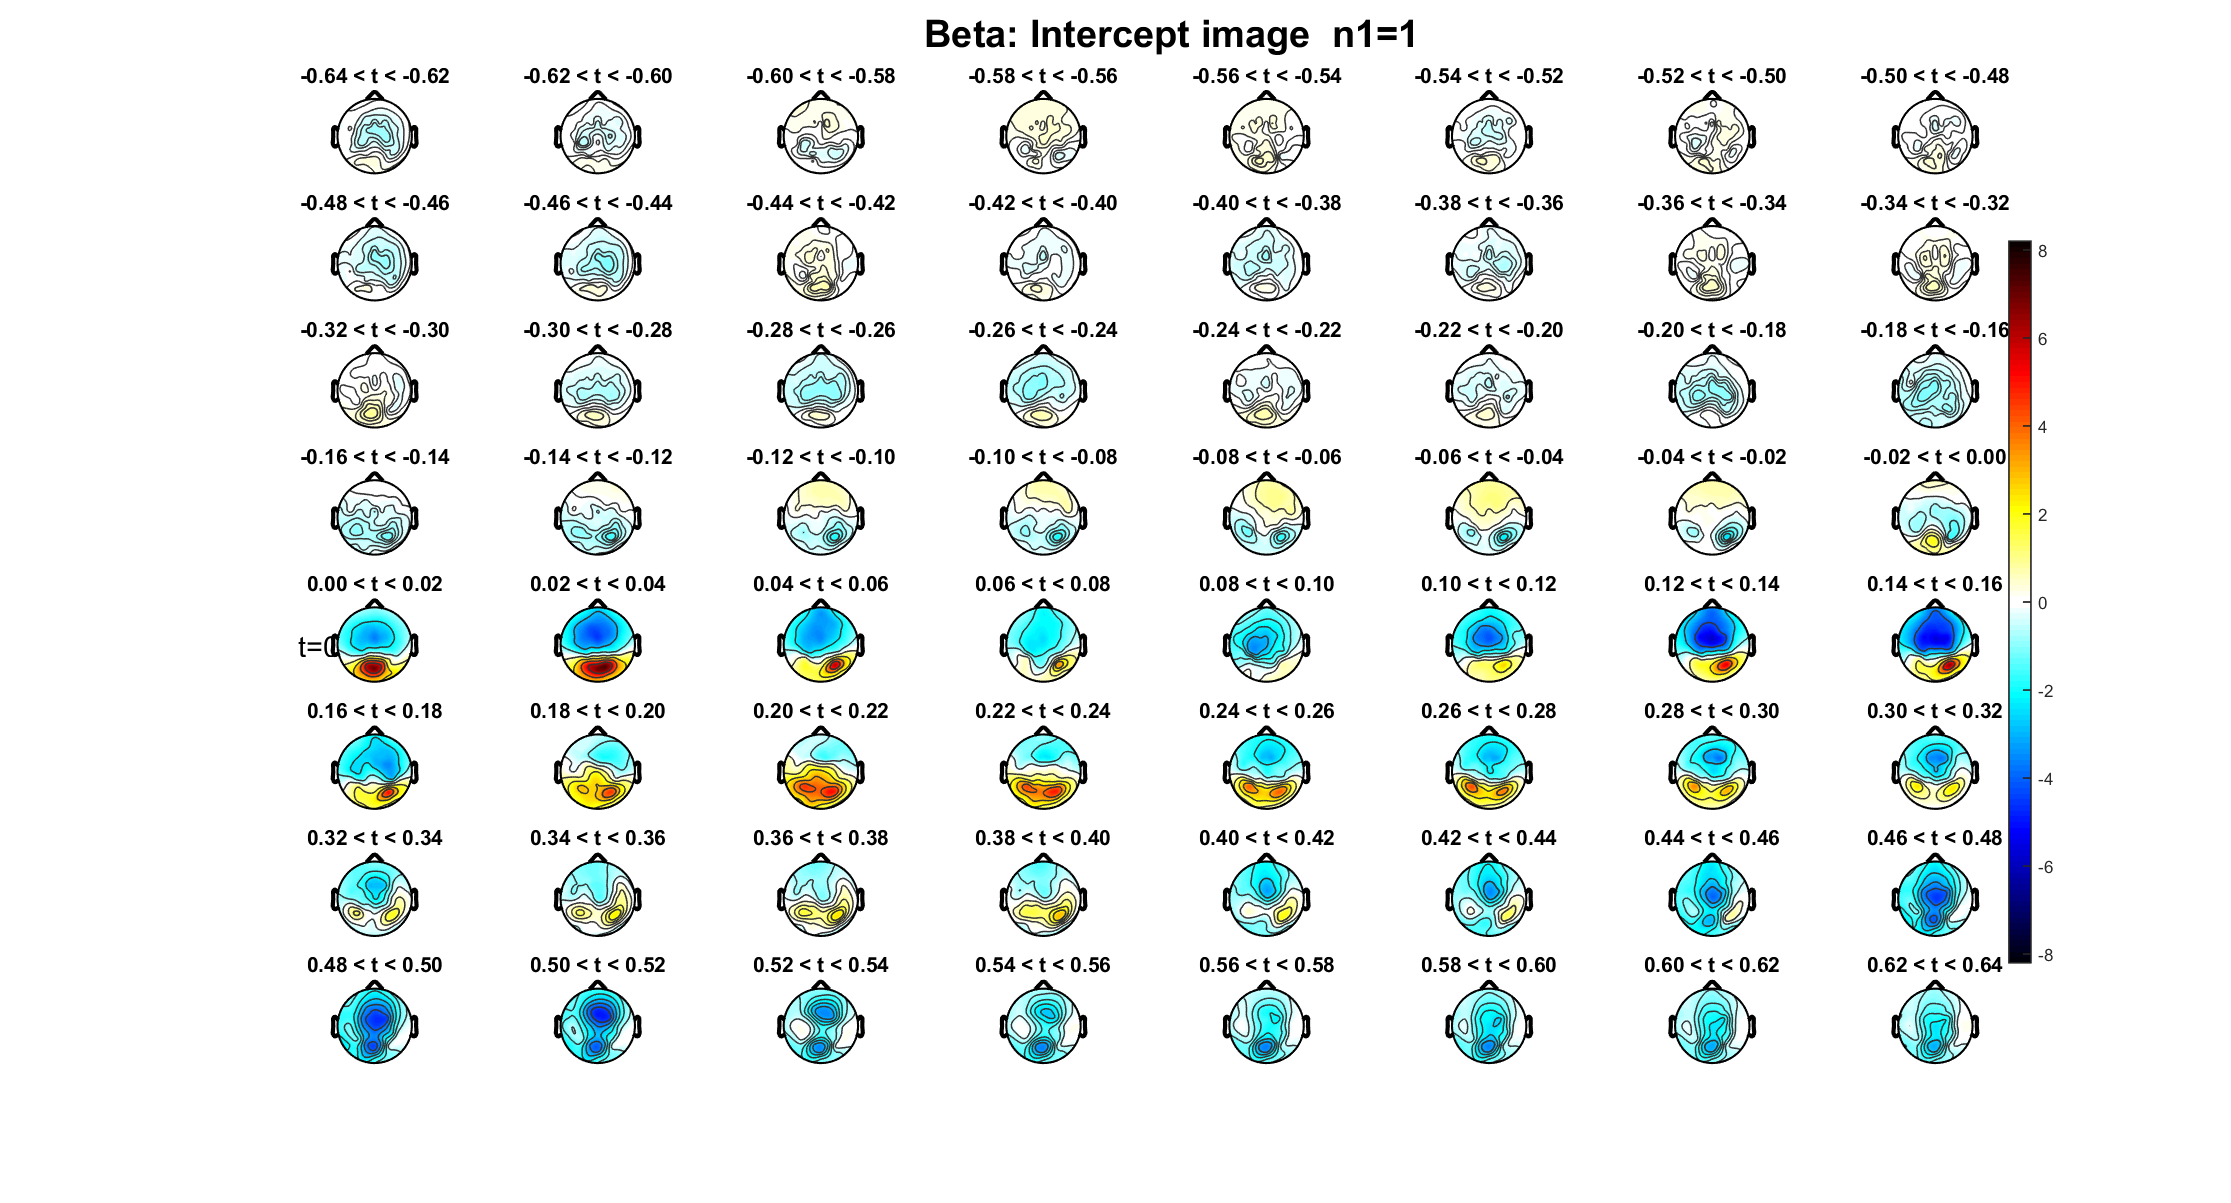 Beta: Intercept image  n1=1
-0.64 < t < -0.62 -0.62 < t < -0.60 -0.60 < t < -0.58 -0.58 < t < -0.56 -0.56 < t < -0.54 -0.54 < t < -0.52 -0.52 < t < -0.50 -0.50 < t < -0.48
-0.48 < t < -0.46 -0.46 < t < -0.44 -0.44 < t < -0.42 -0.42 < t < -0.40 -0.40 < t < -0.38 -0.38 < t < -0.36 -0.36 < t < -0.34 -0.34 < t < -0.32
8
-0.32 < t < -0.30 -0.30 < t < -0.28 -0.28 < t < -0.26 -0.26 < t < -0.24 -0.24 < t < -0.22 -0.22 < t < -0.20 -0.20 < t < -0.18 -0.18 < t < -0.16
6
4
-0.16 < t < -0.14 -0.14 < t < -0.12 -0.12 < t < -0.10 -0.10 < t < -0.08 -0.08 < t < -0.06 -0.06 < t < -0.04 -0.04 < t < -0.02 -0.02 < t < 0.00
2
0.00 < t < 0.02 0.02 < t < 0.04 0.04 < t < 0.06 0.06 < t < 0.08 0.08 < t < 0.10 0.10 < t < 0.12 0.12 < t < 0.14 0.14 < t < 0.16
0
t=0
-2
0.16 < t < 0.18 0.18 < t < 0.20 0.20 < t < 0.22 0.22 < t < 0.24 0.24 < t < 0.26 0.26 < t < 0.28 0.28 < t < 0.30 0.30 < t < 0.32
-4
0.32 < t < 0.34 0.34 < t < 0.36 0.36 < t < 0.38 0.38 < t < 0.40 0.40 < t < 0.42 0.42 < t < 0.44 0.44 < t < 0.46 0.46 < t < 0.48
-6
-8
0.48 < t < 0.50 0.50 < t < 0.52 0.52 < t < 0.54 0.54 < t < 0.56 0.56 < t < 0.58 0.58 < t < 0.60 0.60 < t < 0.62 0.62 < t < 0.64